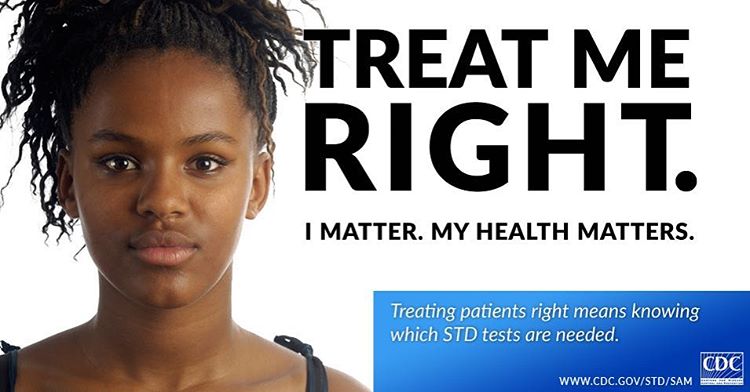 TREAT ME
RIGHT.
I MATTER. MY HEALTH MATTERS.
Treating patients right means knowing
which STD tests are needed.
CDC
WWW.CDC.GOV/STD/SAM